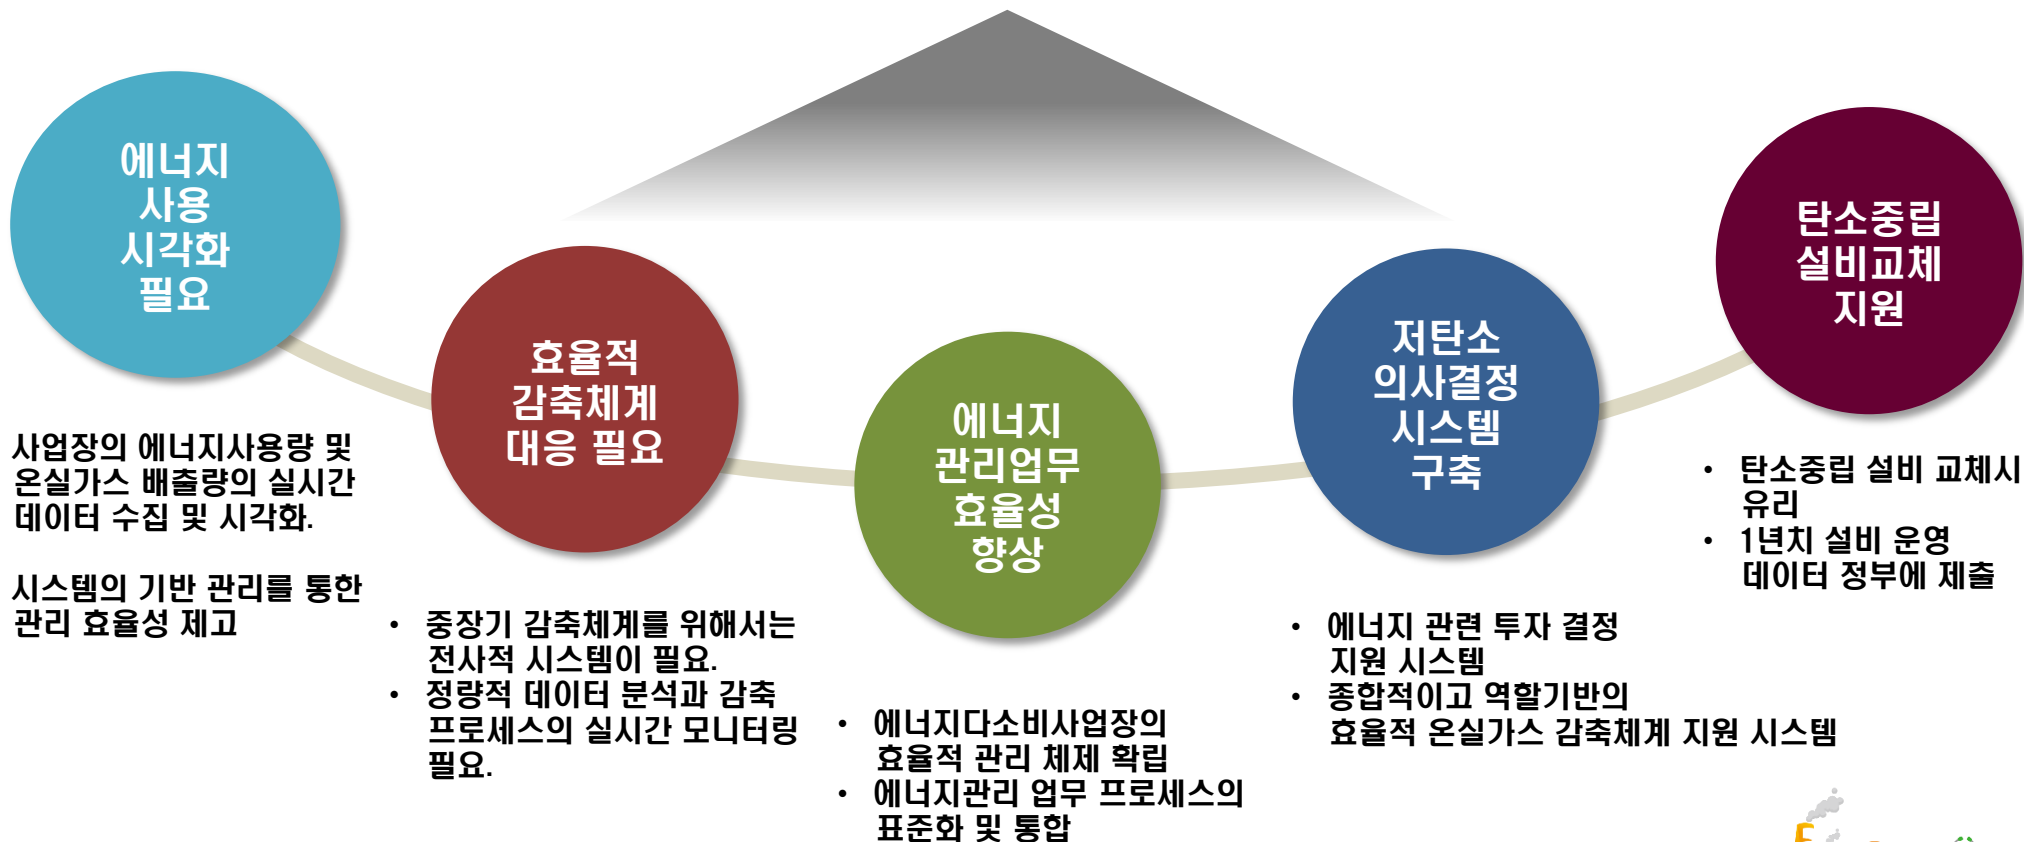 에너지
사용
시각화
필요
사업장의 에너지사용량 및
온실가스 배출량의 실시간
데이터 수집 및 시각화.
시스템의 기반 관리를 통한
관리 효율성 제고
효율적
감축체계
대응 필요
• 중장기 감축체계를 위해서는
전사적 시스템이 필요.
• 정량적 데이터 분석과 감축
프로세스의 실시간 모니터링
필요.
에너지
관리업무
효율성
향상
• 에너지다소비사업장의
효율적 관리 체제 확립
• 에너지관리 업무 프로세스의
표준화 및 통합
저탄소
의사결정
시스템
구축
• 에너지 관련 투자 결정
지원 시스템
• 종합적이고 역할기반의
효율적 온실가스 감축체계 지원 시스템
탄소중립
설비교체
지원
• 탄소중립 설비 교체시
유리
• 1년치 설비 운영
데이터 정부에 제출